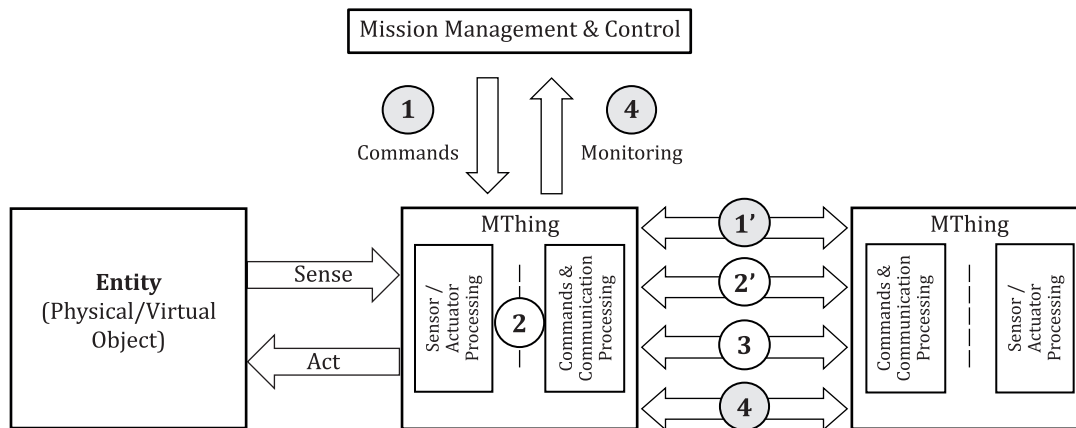 Mission Management & Control
1
4
Commands
Monitoring
Entity
(Physical/Virtual
Object)
Sense
Act
MThing
Sensor /
Actuator
Processing
2
Commands &
Communication
Processing
1’
2’
3
4
MThing
Commands &
Communication
Processing
Sensor /
Actuator
Processing